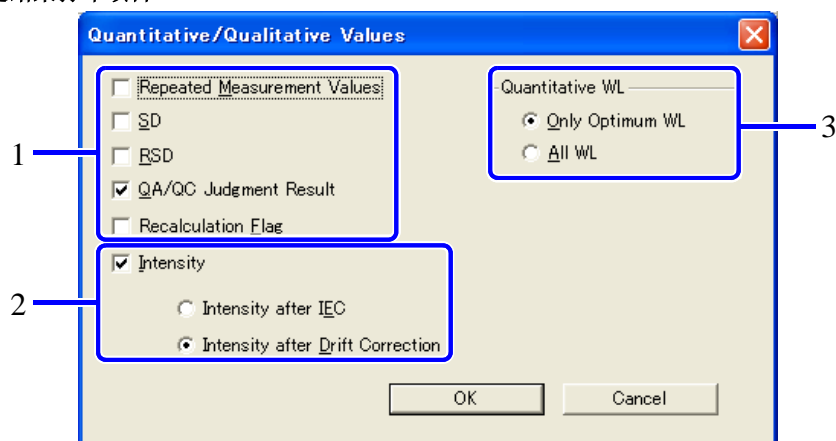 Quantitative/Qualitative Values
Repeated Measurement Values
SD
RSD
QA/QC Judgment Result
Recalculation Flag
1
Intensity
Intensity after IEC
Intensity after Drift Correction
2
Quantitative WL
Only Optimum WL
All WL
3
OK
Cancel